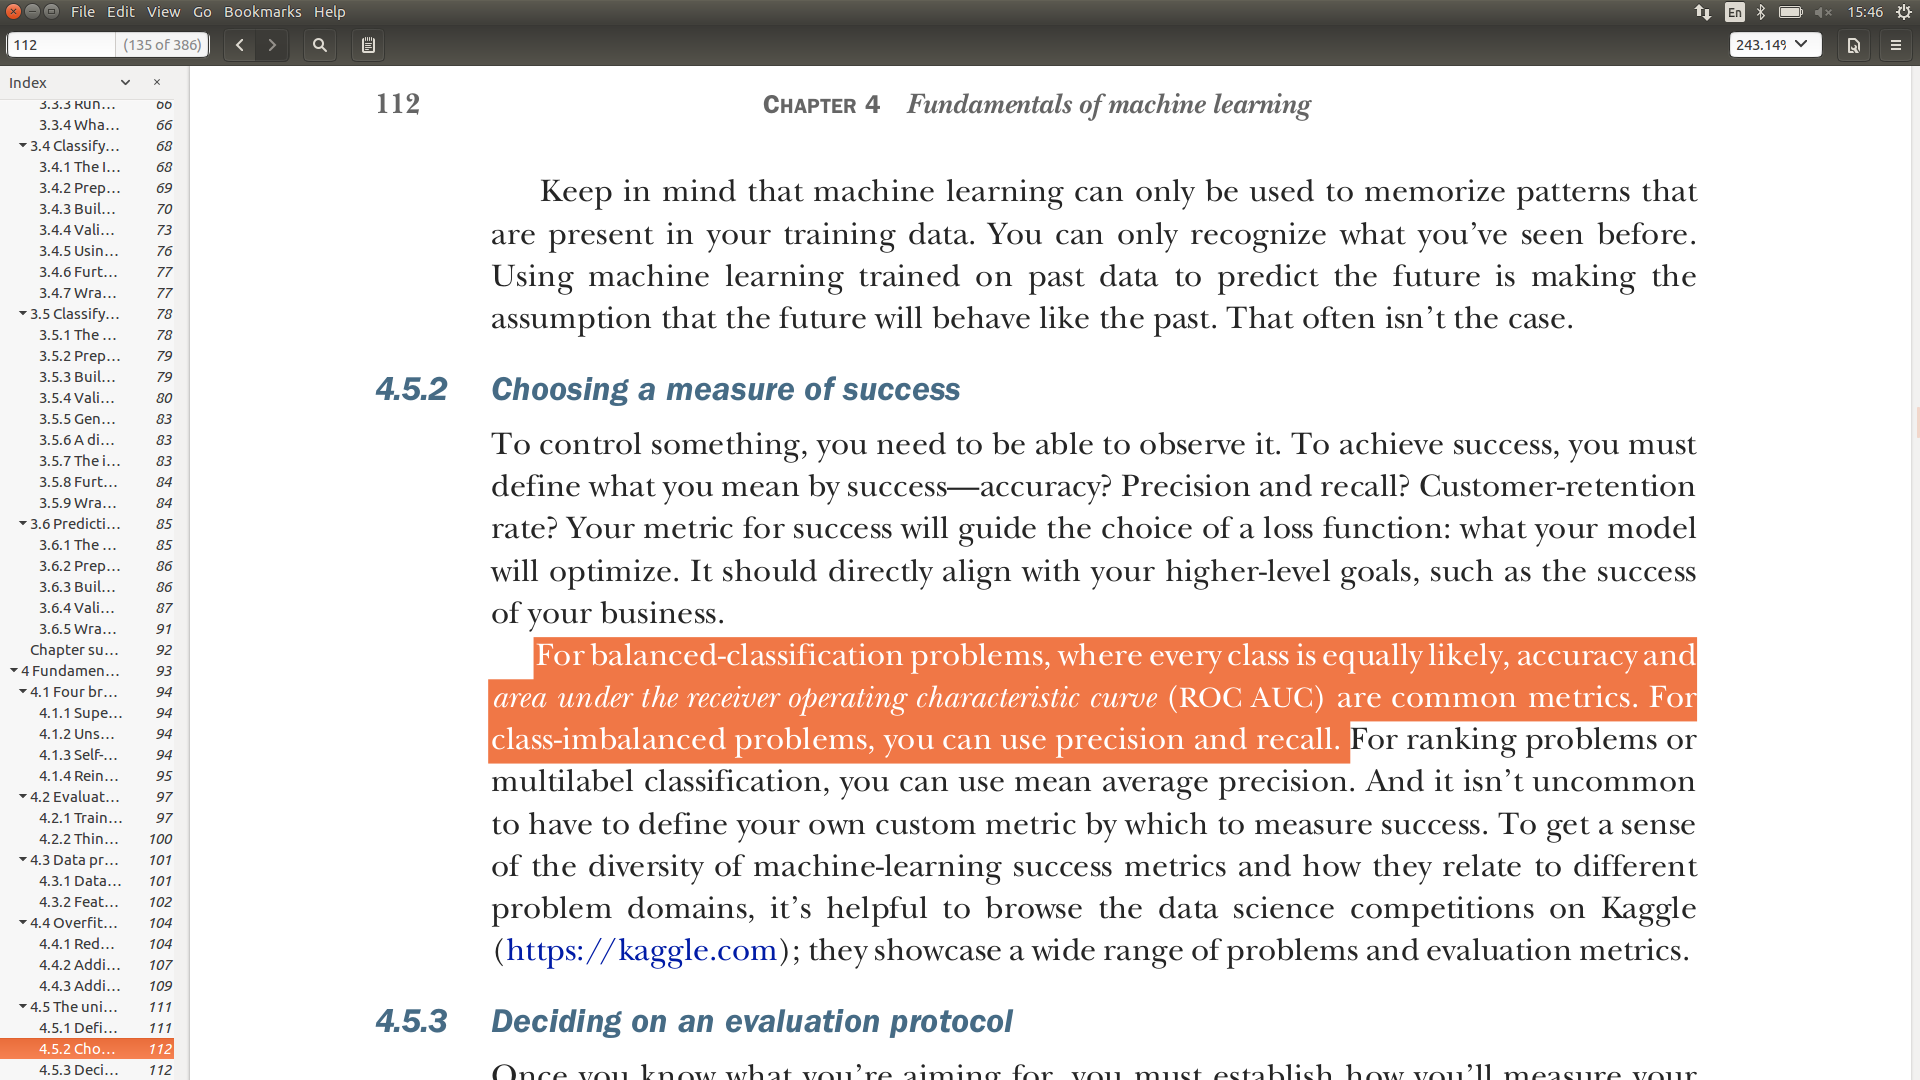 File Edit View Go Bookmarks Help
En
15:46
112 (135 of 386)
243.14%
Index
3.3.3 Run... 66
3.3.4 Wha... 66
3.4 Classify... 68
3.4.1 The I... 68
3.4.2 Prep... 69
3.4.3 Buil... 70
3.4.4 Vali... 73
3.4.5 Usin... 76
3.4.6 Furt... 77
3.4.7 Wra... 77
3.5 Classify... 78
3.5.1 The ... 78
3.5.2 Prep... 79
3.5.3 Buil... 79
3.5.4 Vali... 80
3.5.5 Gen... 83
3.5.6 A di... 83
3.5.7 The i... 83
3.5.8 Furt... 84
3.5.9 Wra... 84
3.6 Predicti... 85
3.6.1 The ... 85
3.6.2 Prep... 86
3.6.3 Buil... 86
3.6.4 Vali... 87
3.6.5 Wra... 91
Chapter su... 92
4 Fundamen... 93
4.1 Four br... 94
4.1.1 Supe... 94
4.1.2 Uns... 94
4.1.3 Self-... 94
4.1.4 Rein... 95
4.2 Evaluat... 97
4.2.1 Train... 97
4.2.2 Thin... 100
4.3 Data pr... 101
4.3.1 Data... 101
4.3.2 Feat... 102
4.4 Overfit... 104
4.4.1 Red... 104
4.4.2 Addi... 107
4.4.3 Addi... 109
4.5 The uni... 111
4.5.1 Defi... 111
4.5.2 Cho... 112
4.5.3 Deci... 112
112 CHAPTER 4 Fundamentals of machine learning
Keep in mind that machine learning can only be used to memorize patterns that
are present in your training data. You can only recognize what you’ve seen before.
Using machine learning trained on past data to predict the future is making the
assumption that the future will behave like the past. That often isn’t the case.
4.5.2 Choosing a measure of success
To control something, you need to be able to observe it. To achieve success, you must
define what you mean by success—accuracy? Precision and recall? Customer-retention
rate? Your metric for success will guide the choice of a loss function: what your model
will optimize. It should directly align with your higher-level goals, such as the success
of your business.
For balanced-classification problems, where every class is equally likely, accuracy and
area under the receiver operating characteristic curve (ROC AUC) are common metrics. For
class-imbalanced problems, you can use precision and recall. For ranking problems or
multilabel classification, you can use mean average precision. And it isn’t uncommon
to have to define your own custom metric by which to measure success. To get a sense
of the diversity of machine-learning success metrics and how they relate to different
problem domains, it’s helpful to browse the data science competitions on Kaggle
(https://kaggle.com); they showcase a wide range of problems and evaluation metrics.
4.5.3 Deciding on an evaluation protocol
Once you know what you’re aiming for, you must establish how you’ll measure your